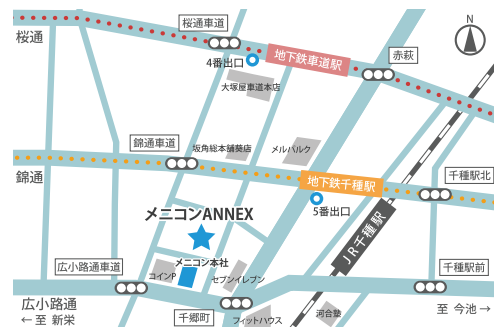 桜通車道
N
桜通
4番出口
地下鉄車道駅
赤萩
大塚屋車道本店
錦通車道
坂角総本舗葵店
メルパルク
錦通
地下鉄千種駅
千種駅北
メニコンANNEX
5番出口
JR千種駅
広小路通車道
メニコン本社
コインP
セブンイレブン
千種駅前
広小路通
←至 新栄
千郷町
フィットハウス
河合塾
至 今池→